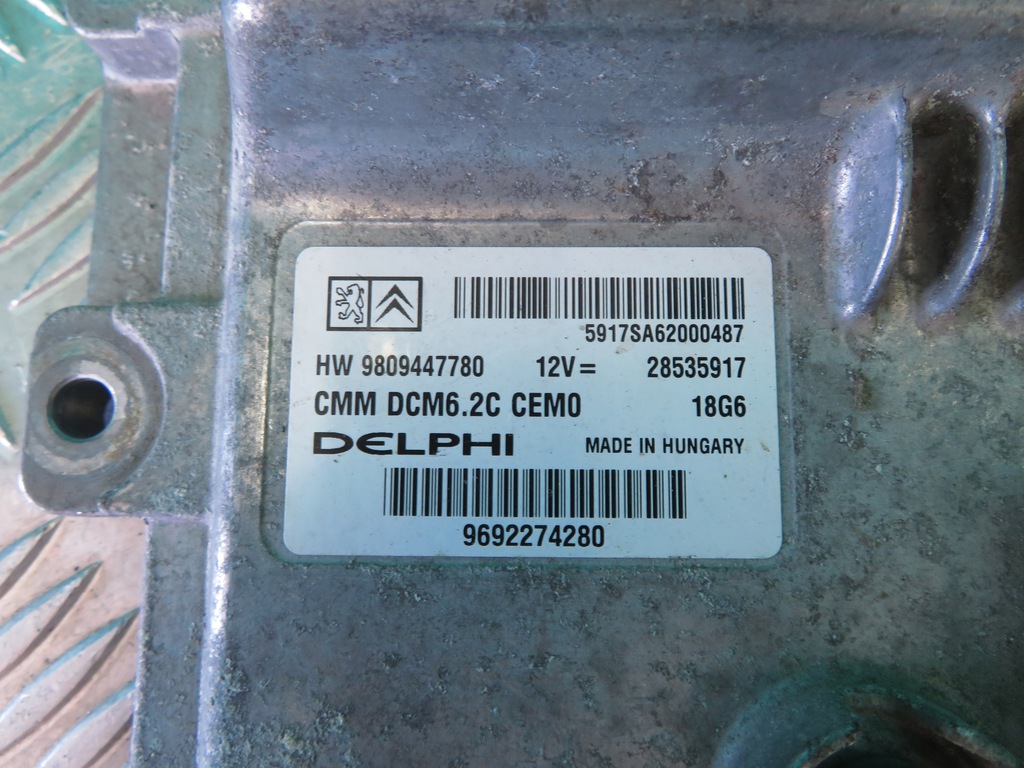 5917SA62000487
HW 9809447780 12V= 28535917
CMM DCM6.2C CEM0 18G6
DELPHI MADE IN HUNGARY
9692274280